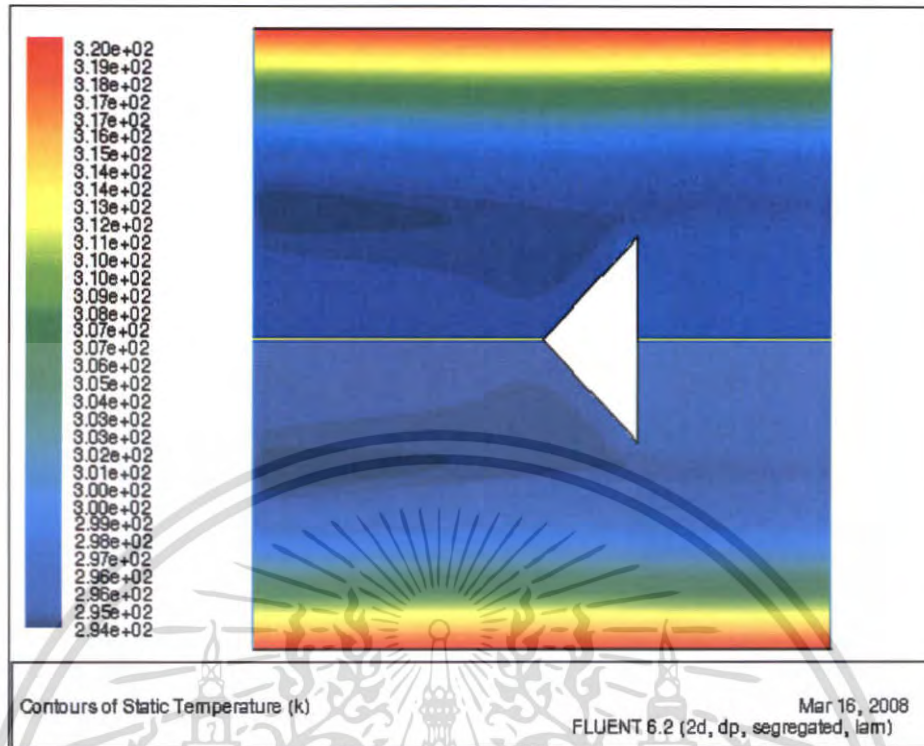 3.20e+02
3.19e+02
3.18e+02
3.17e+02
3.17e+02
3.16e+02
3.15e+02
3.14e+02
3.13e+02
3.12e+02
3.11e+02
3.10e+02
3.10e+02
3.09e+02
3.08e+02
3.07e+02
3.07e+02
3.06e+02
3.05e+02
3.04e+02
3.03e+02
3.03e+02
3.02e+02
3.01e+02
3.00e+02
3.00e+02
2.99e+02
2.98e+02
2.97e+02
2.96e+02
2.96e+02
2.95e+02
2.94e+02
Contours of Static Temperature (k)
Mar 16, 2008
FLUENT 6.2 (2d, dp, segregated, lam)